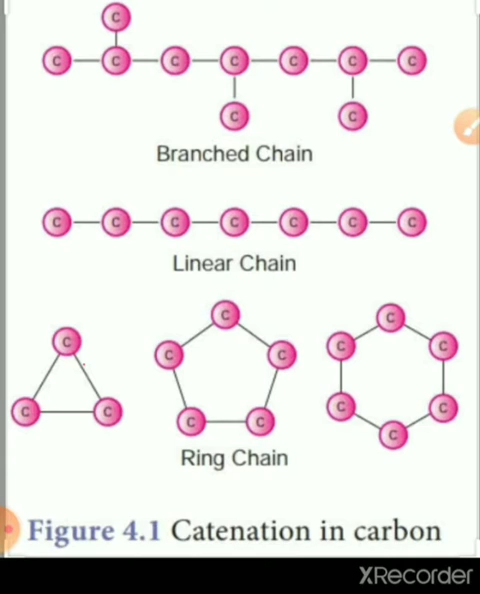 C
C C C C C C C
C C
Branched Chain
C C C C C C C
Linear Chain
C C C
C C C C C
C C C C C C
Ring Chain
Figure 4.1 Catenation in carbon
XRecorder